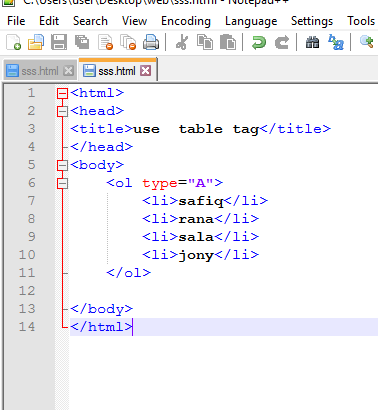 C:\Users\user\Desktop\web\sss.html - Notepad++
File Edit Search View Encoding Language Settings Tools
sss.html sss.html
1 <html>
2 <head>
3 <title>use  table tag</title>
4 </head>
5 <body>
6     <ol type="A">
7         <li>safiq</li>
8         <li>rana</li>
9         <li>sala</li>
10         <li>jony</li>
11     </ol>
12
13 </body>
14 </html>